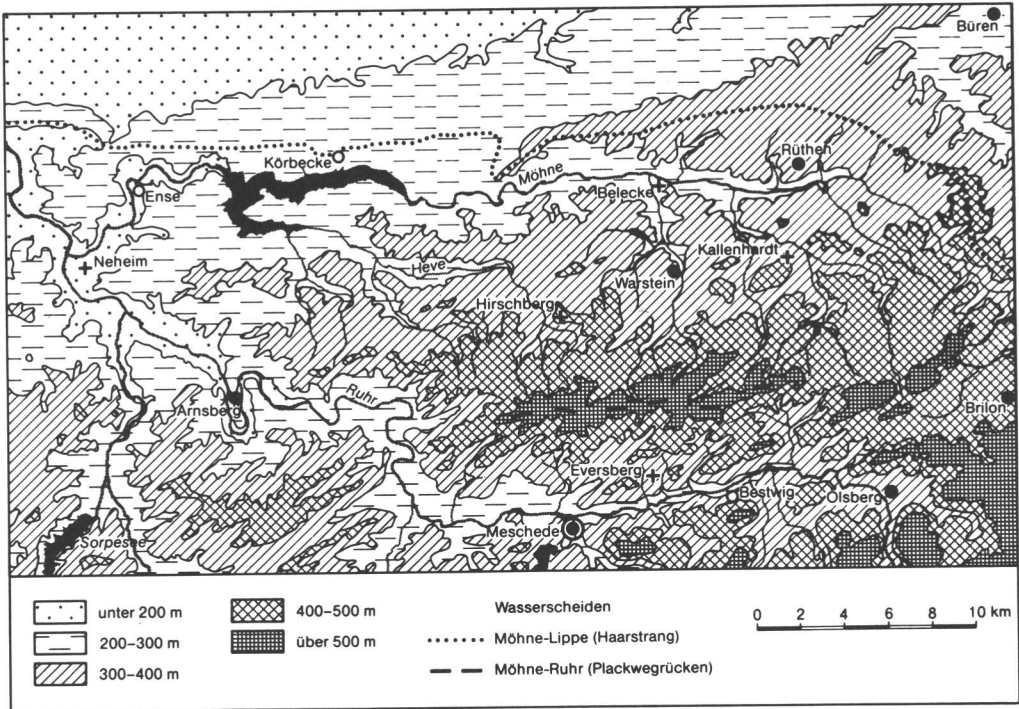 Büren
Körbecke
Rüthen
Möhne
Ense
Belecke
Neheim
Heve
Kallenhardt
Warstein
Hirschberg
Ruhr
Arnsberg
Brilon
Eversberg
Bestwig
Olsberg
Meschede
Sorpesee
unter 200 m
200–300 m
300–400 m
400–500 m
über 500 m
Wasserscheiden
Möhne-Lippe (Haarstrang)
Möhne-Ruhr (Plackwegrücken)
0 2 4 6 8 10 km